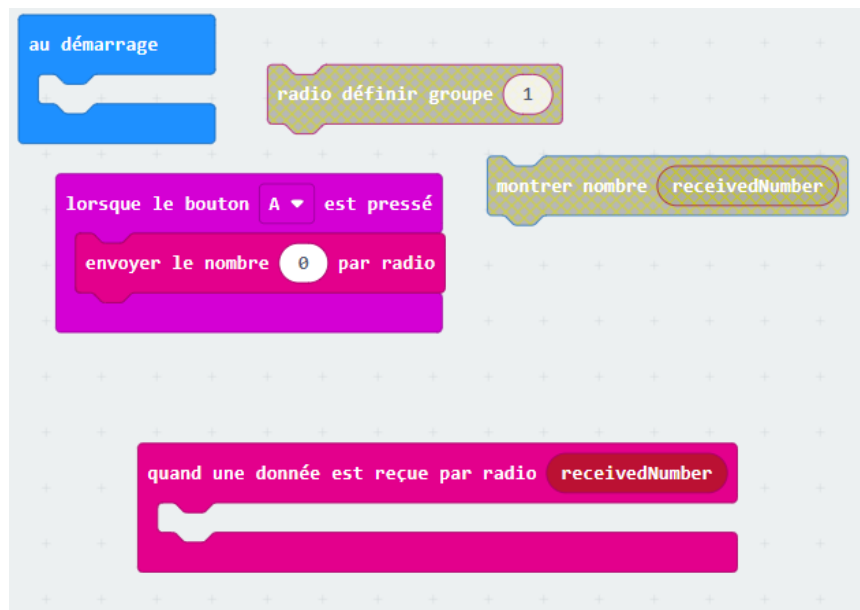 au démarrage
radio définir groupe 1
montrer nombre receivedNumber
lorsque le bouton A est pressé
envoyer le nombre 0 par radio
quand une donnée est reçue par radio receivedNumber